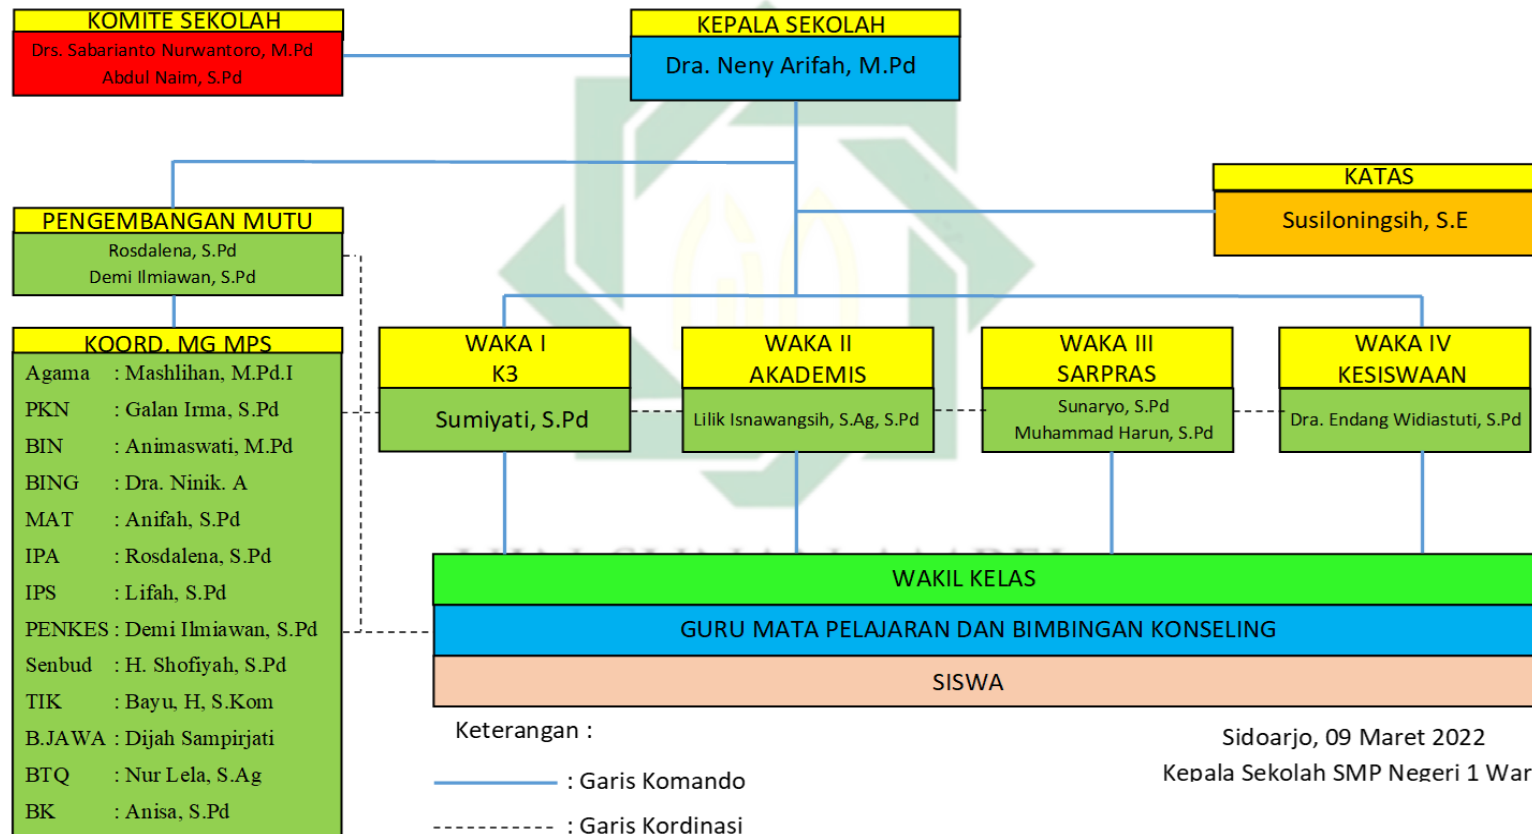 KOMITE SEKOLAH
Drs. Sabarianto Nurwantoro, M.Pd
Abdul Naim, S.Pd
KEPALA SEKOLAH
Dra. Neny Arifah, M.Pd
KATAS
Susiloningsih, S.E
PENGEMBANGAN MUTU
Rosdalena, S.Pd
Demi Ilmiawan, S.Pd
KOORD. MG MPS
Agama : Mashlihan, M.Pd.I
PKN : Galan Irma, S.Pd
BIN : Animaswati, M.Pd
BING : Dra. Ninik. A
MAT : Anifah, S.Pd
IPA : Rosdalena, S.Pd
IPS : Lifah, S.Pd
PENKES : Demi Ilmiawan, S.Pd
Senbud : H. Shofiyah, S.Pd
TIK : Bayu, H, S.Kom
B.JAWA : Dijah Sampirjati
BTQ : Nur Lela, S.Ag
BK : Anisa, S.Pd
WAKA I
K3
Sumiyati, S.Pd
WAKA II
AKADEMIS
Lilik Isnawangsih, S.Ag, S.Pd
WAKA III
SARPRAS
Sunaryo, S.Pd
Muhammad Harun, S.Pd
WAKA IV
KESISWAAN
Dra. Endang Widiastuti, S.Pd
WAKIL KELAS
GURU MATA PELAJARAN DAN BIMBINGAN KONSELING
SISWA
Keterangan :
: Garis Komando
: Garis Kordinasi
Sidoarjo, 09 Maret 2022
Kepala Sekolah SMP Negeri 1 War